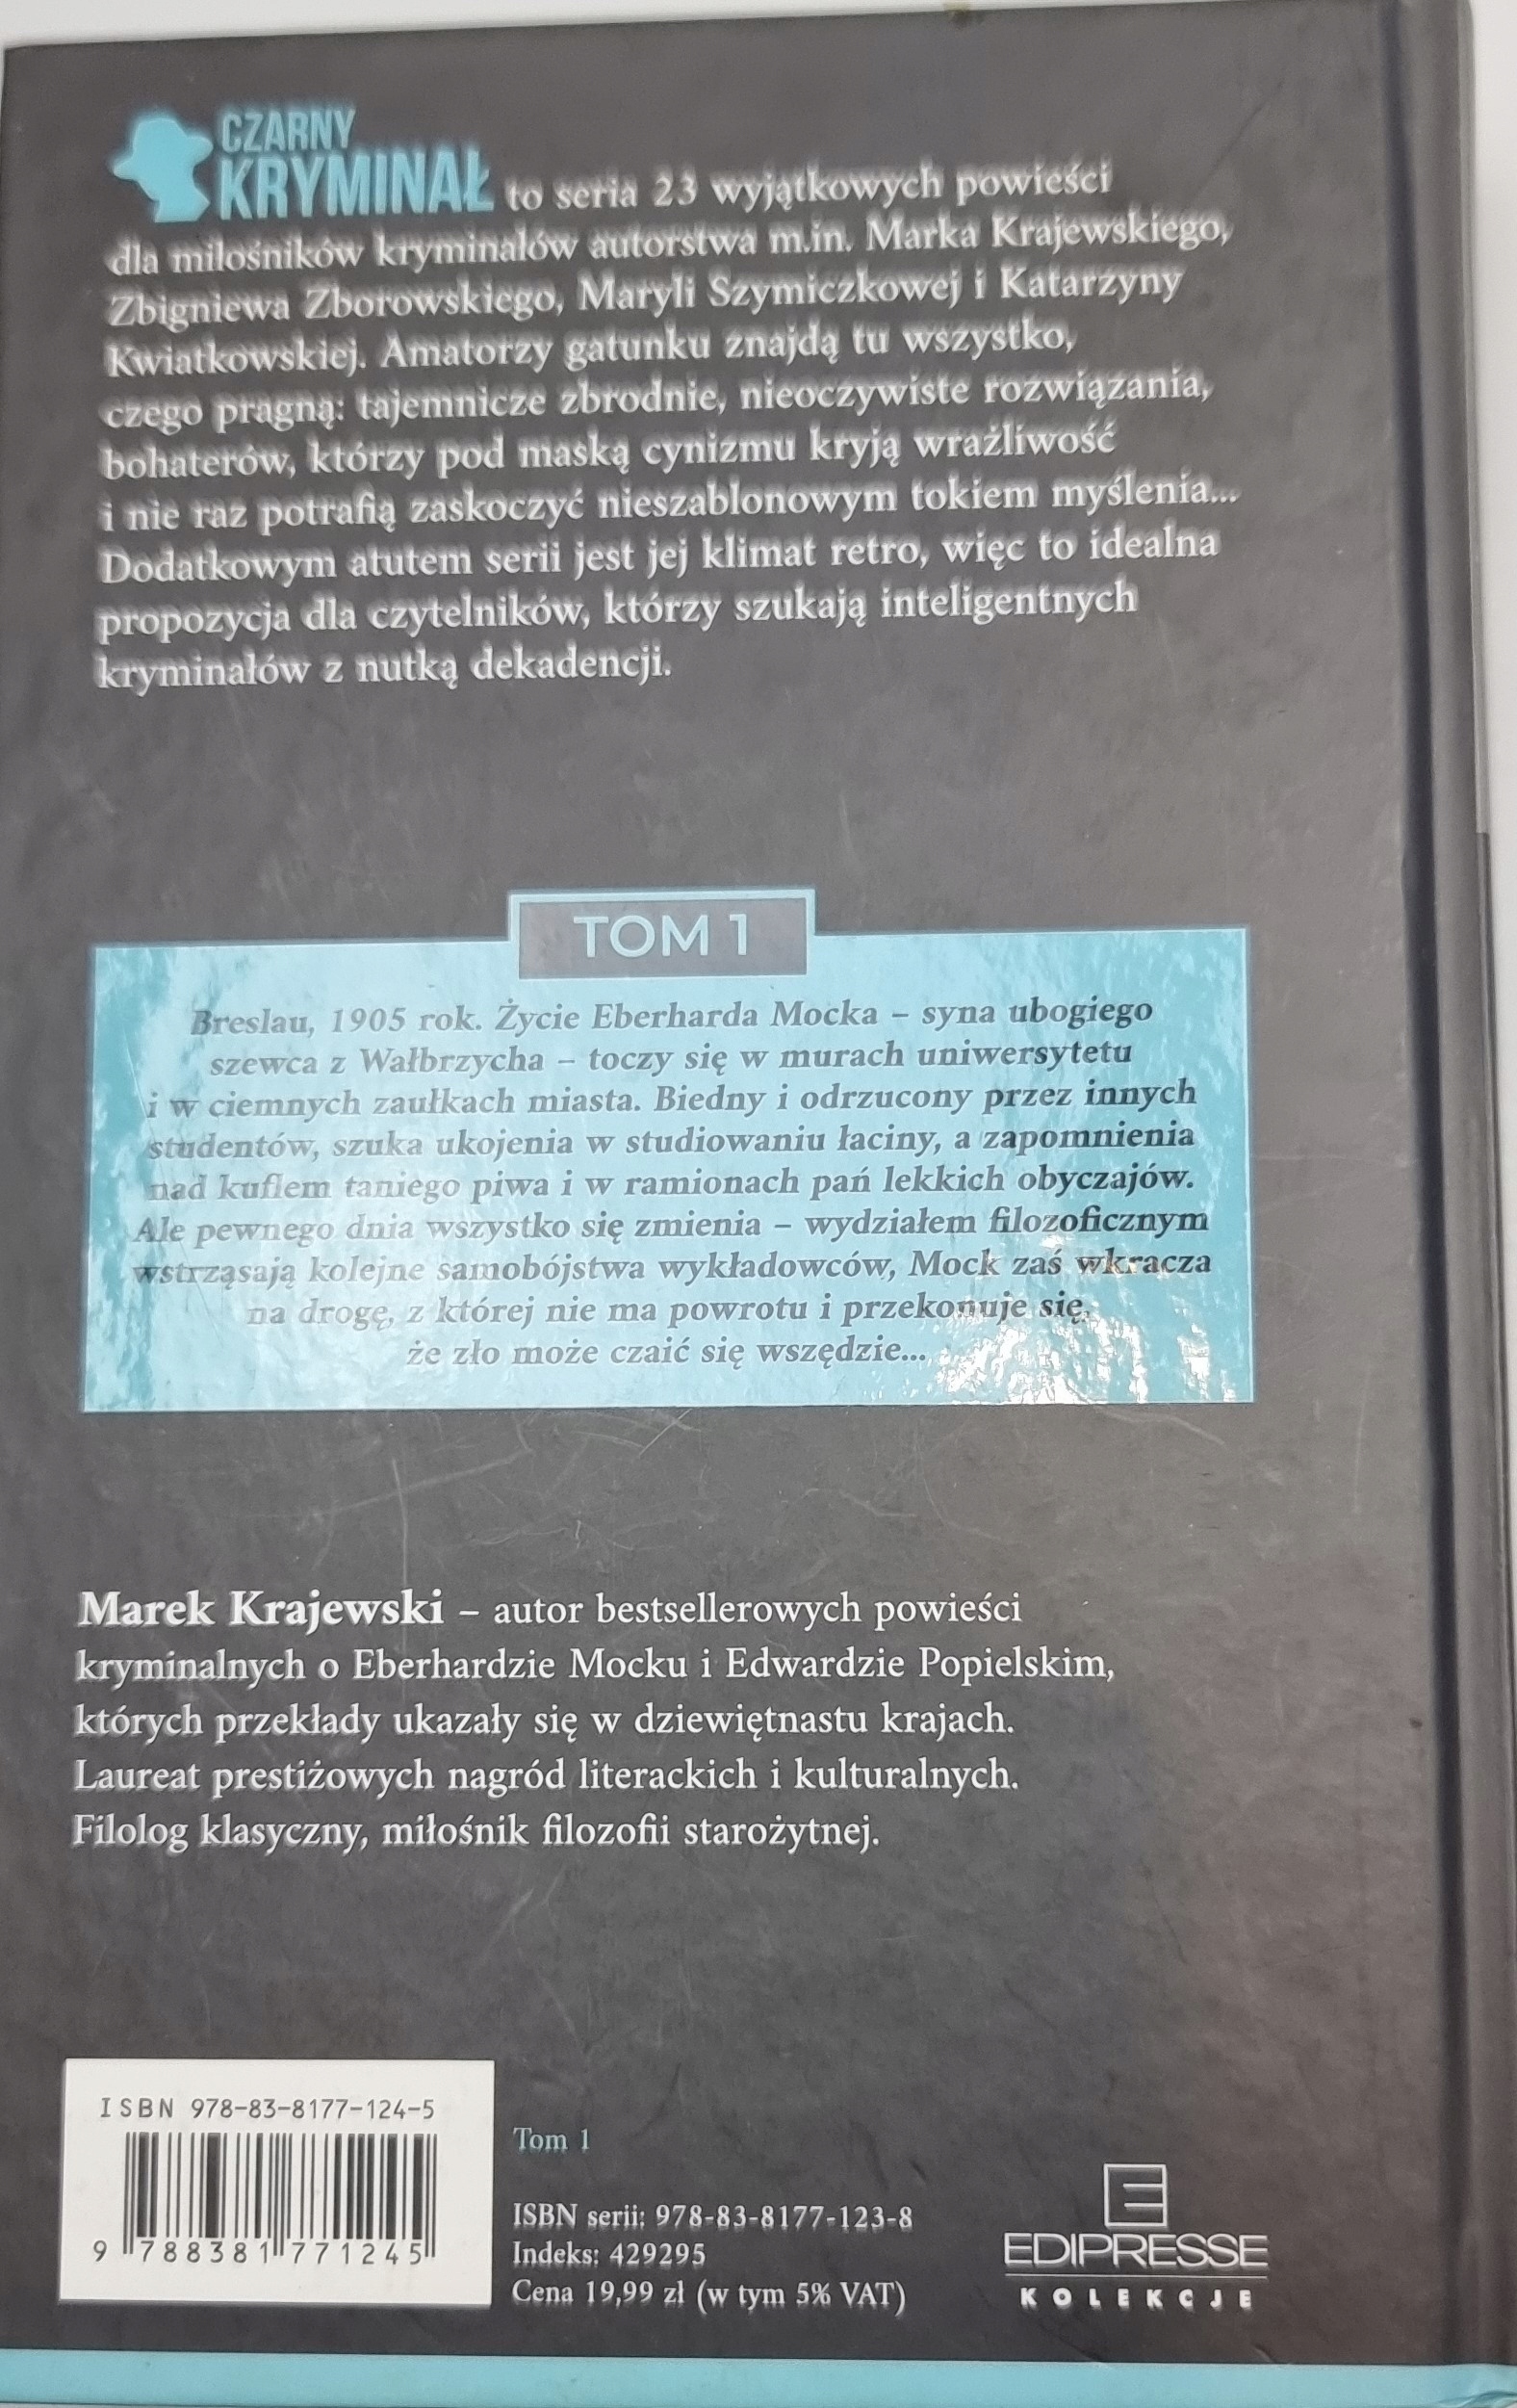 CZARNY
KRYMINAŁ to seria 23 wyjątkowych powieści
dla miłośników kryminałów autorstwa m.in. Marka Krajewskiego,
Zbigniewa Zborowskiego, Maryli Szymiczkowej i Katarzyny
Kwiatkowskiej. Amatorzy gatunku znajdą tu wszystko,
czego pragną: tajemnicze zbrodnie, nieoczywiste rozwiązania,
bohaterów, którzy pod maską cynizmu kryją wrażliwość
i nie raz potrafią zaskoczyć nieszablonowym tokiem myślenia...
Dodatkowym atutem serii jest jej klimat retro, więc to idealna
propozycja dla czytelników, którzy szukają inteligentnych
kryminałów z nutką dekadencji.
TOM 1
Breslau, 1905 rok. Życie Eberharda Mocka – syna ubogiego
szewca z Wałbrzycha – toczy się w murach uniwersytetu
i w ciemnych zaułkach miasta. Biedny i odrzucony przez innych
studentów, szuka ukojenia w studiowaniu łaciny, a zapomnienia
nad kuflem taniego piwa i w ramionach pań lekkich obyczajów.
Ale pewnego dnia wszystko się zmienia – wydziałem filozoficznym
wstrząsają kolejne samobójstwa wykładowców, Mock zaś wkracza
na drogę, z której nie ma powrotu i przekonuje się,
że zło może czaić się wszędzie...
Marek Krajewski – autor bestsellerowych powieści
kryminalnych o Eberhardzie Mocku i Edwardzie Popielskim,
których przekłady ukazały się w dziewiętnastu krajach.
Laureat prestiżowych nagród literackich i kulturalnych.
Filolog klasyczny, miłośnik filozofii starożytnej.
ISBN 978-83-8177-124-5
9 788381 771245
Tom 1
ISBN serii: 978-83-8177-123-8
Indeks: 429295
Cena 19,99 zł (w tym 5% VAT)
EDIPRESSE
KOLEKCJE